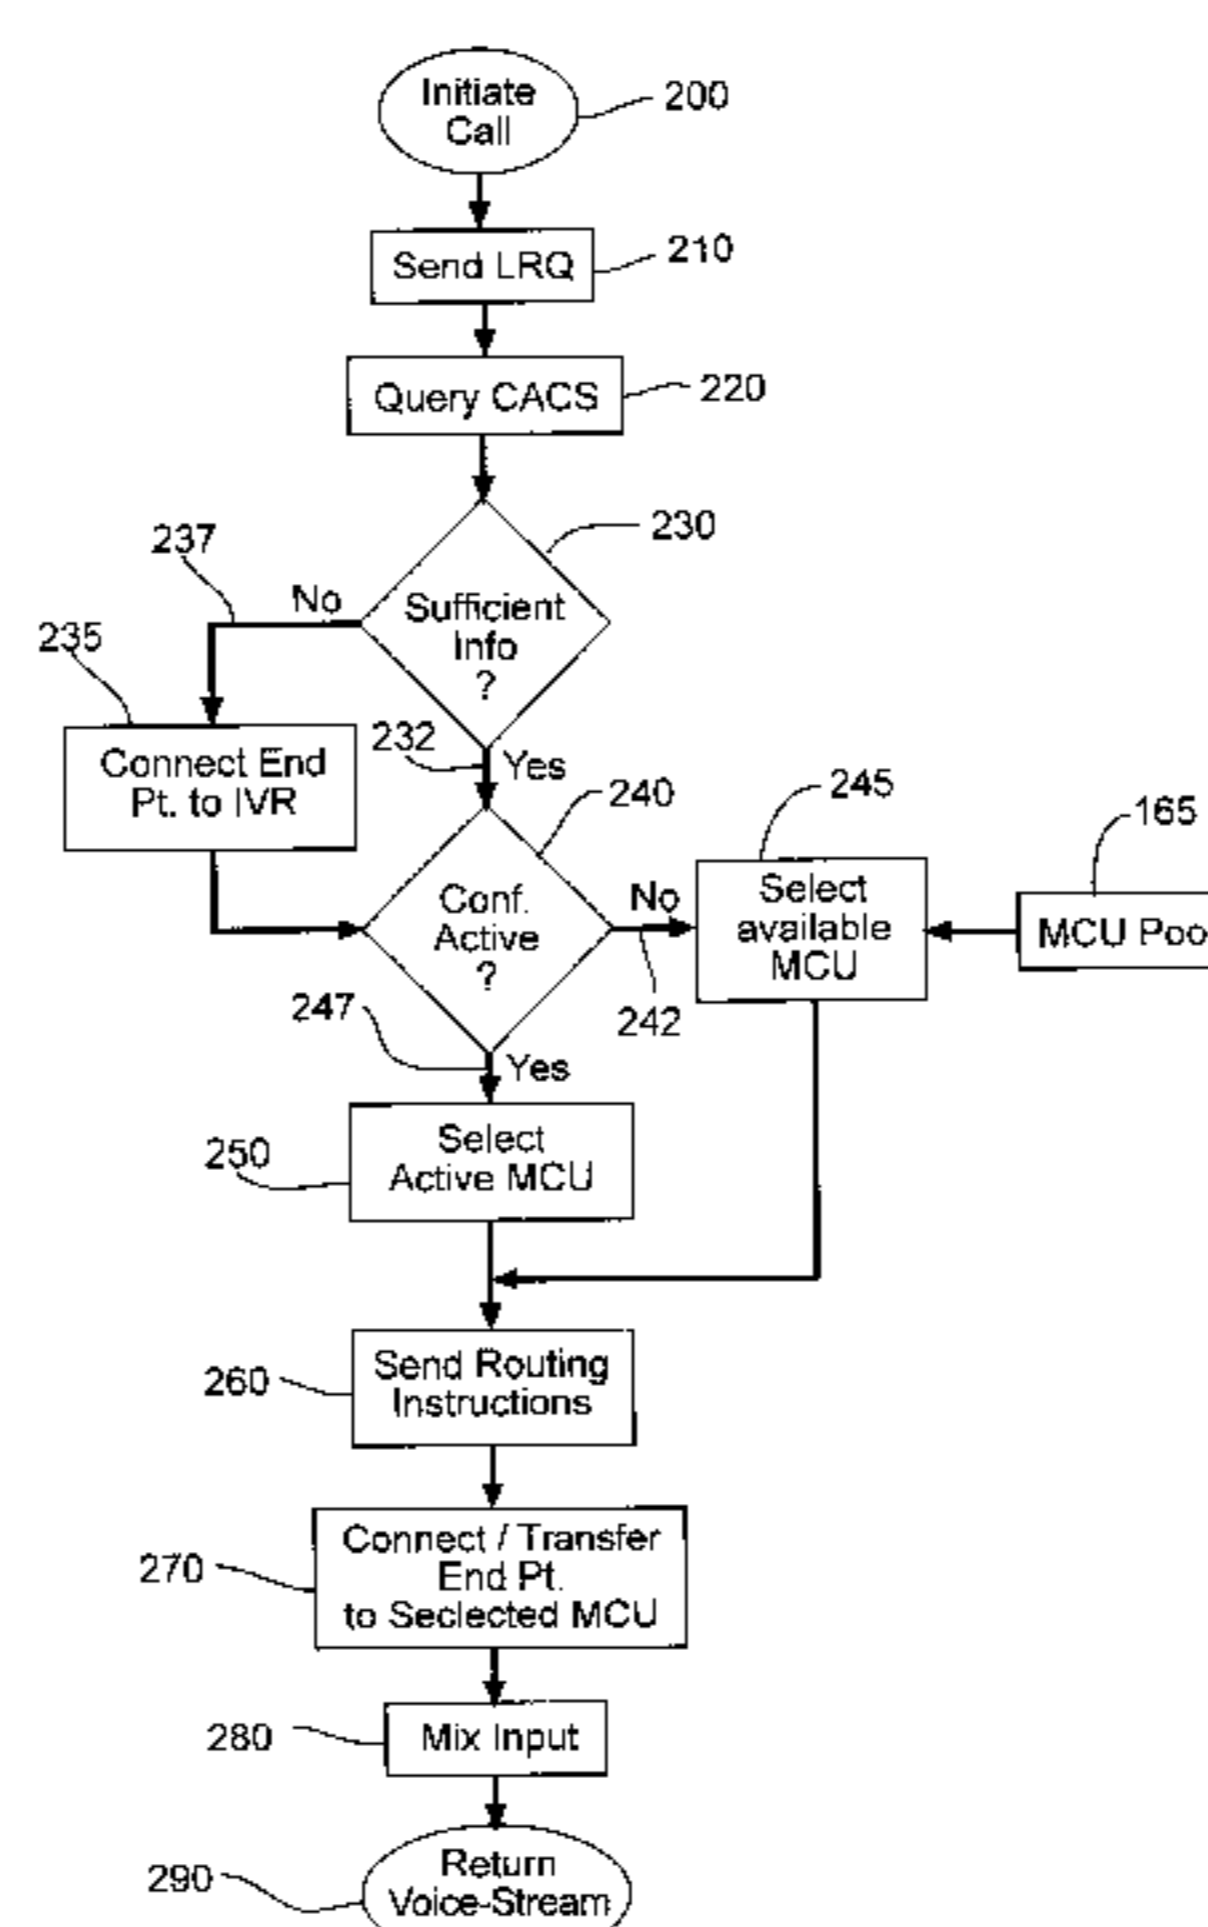 Initiate
Call
200
Send LRQ
210
Query CACS
220
230
237
No
Sufficient
Info
?
235
Connect End
Pt. to IVR
232
Yes
240
245
165
Conf.
Active
?
No
Select
available
MCU
MCU Poo
247
242
Yes
Select
Active MCU
250
Send Routing
Instructions
260
Connect / Transfer
End Pt.
to Seclected MCU
270
Mix Input
280
Return
Voice-Stream
290